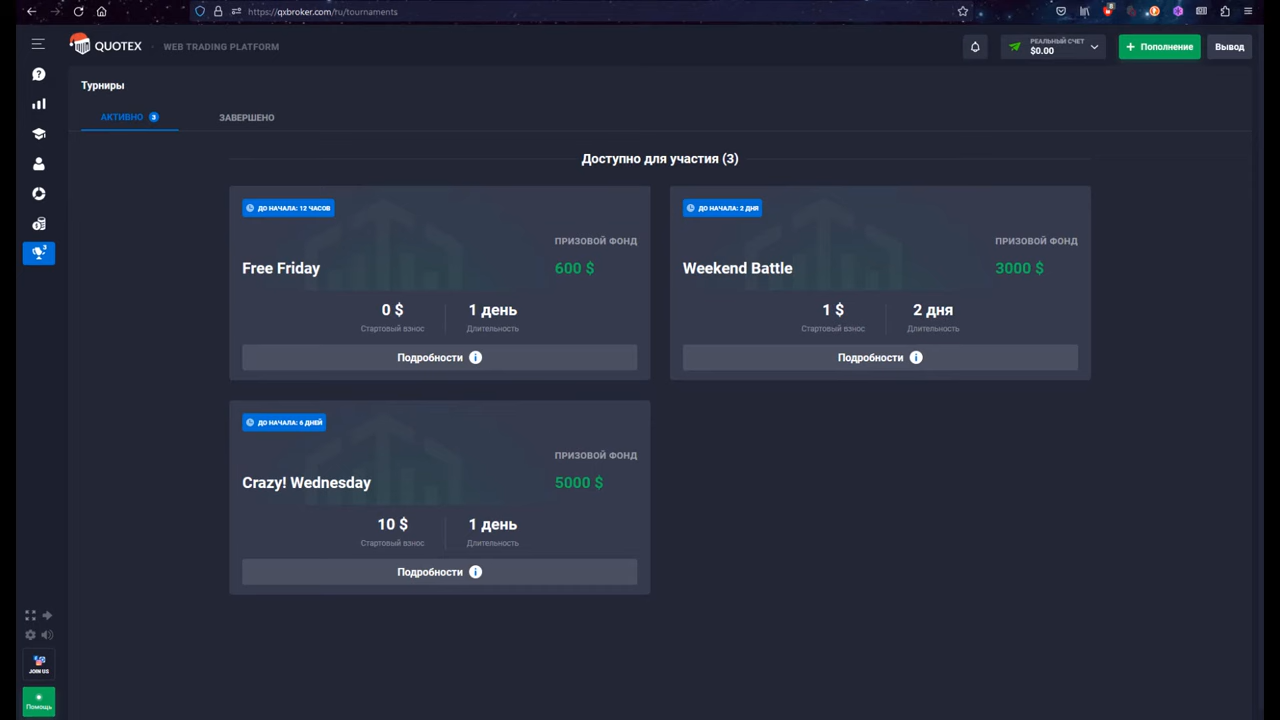 https://qxbroker.com/ru/tournaments
8
QUOTEX
WEB TRADING PLATFORM
РЕАЛЬНЫЙ СЧЕТ
$0.00
+ Пополнение
Вывод
Турниры
АКТИВНО 3
ЗАВЕРШЕНО
Доступно для участия (3)
ДО НАЧАЛА: 12 ЧАСОВ
ПРИЗОВОЙ ФОНД
Free Friday
600 $
0 $
1 день
Стартовый взнос
Длительность
Подробности
ДО НАЧАЛА: 2 ДНЯ
ПРИЗОВОЙ ФОНД
Weekend Battle
3000 $
1 $
2 дня
Стартовый взнос
Длительность
Подробности
ДО НАЧАЛА: 6 ДНЕЙ
ПРИЗОВОЙ ФОНД
Crazy! Wednesday
5000 $
10 $
1 день
Стартовый взнос
Длительность
Подробности
3
JOIN US
Помощь